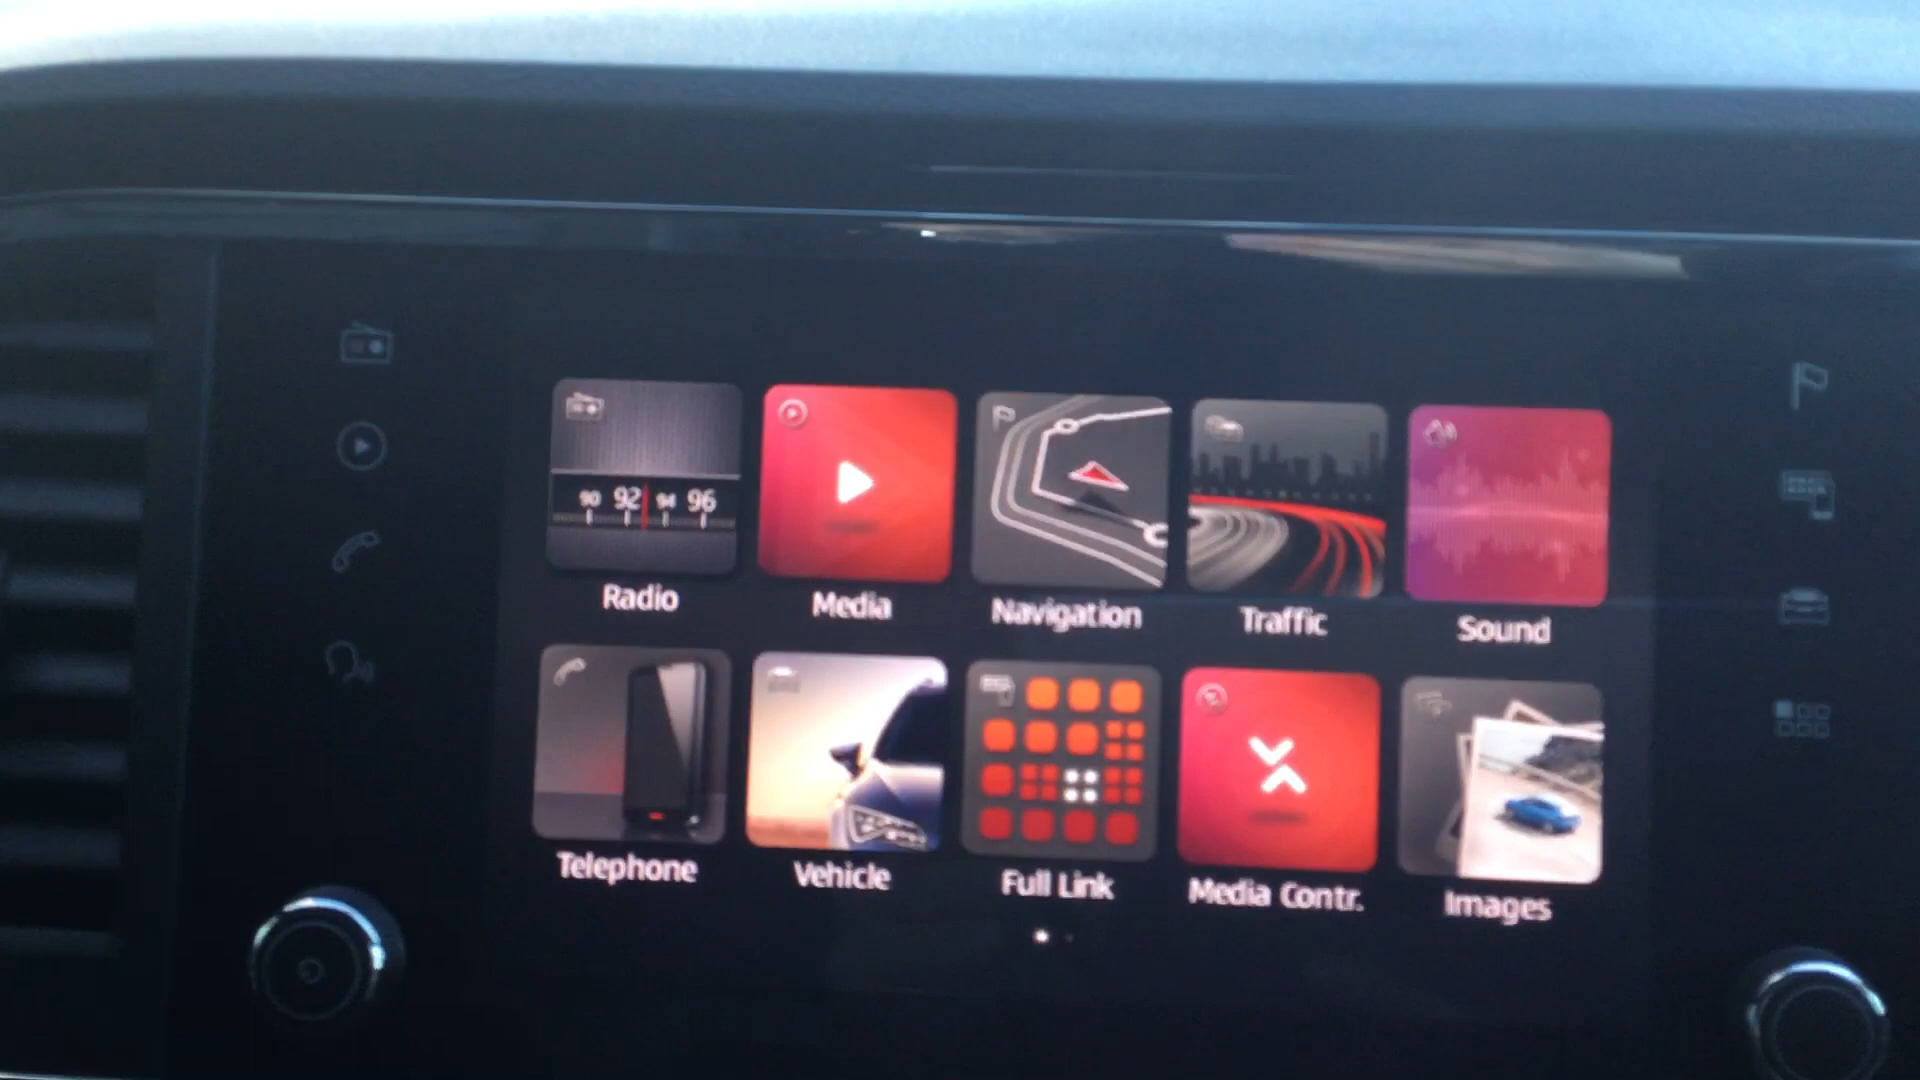 90 92 94 96
Radio
Media
Navigation
Traffic
Sound
Telephone
Vehicle
Full Link
Media Contr.
Images